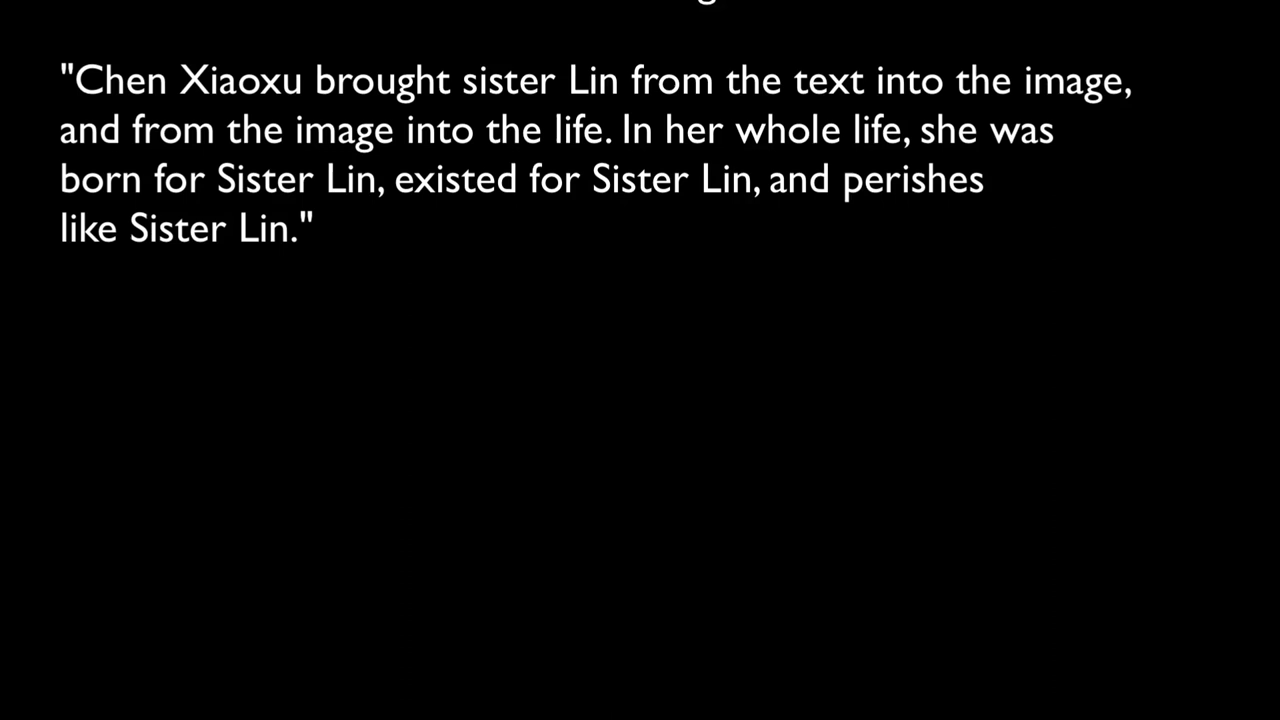 "Chen Xiaoxu brought sister Lin from the text into the image,
and from the image into the life. In her whole life, she was
born for Sister Lin, existed for Sister Lin, and perishes
like Sister Lin."